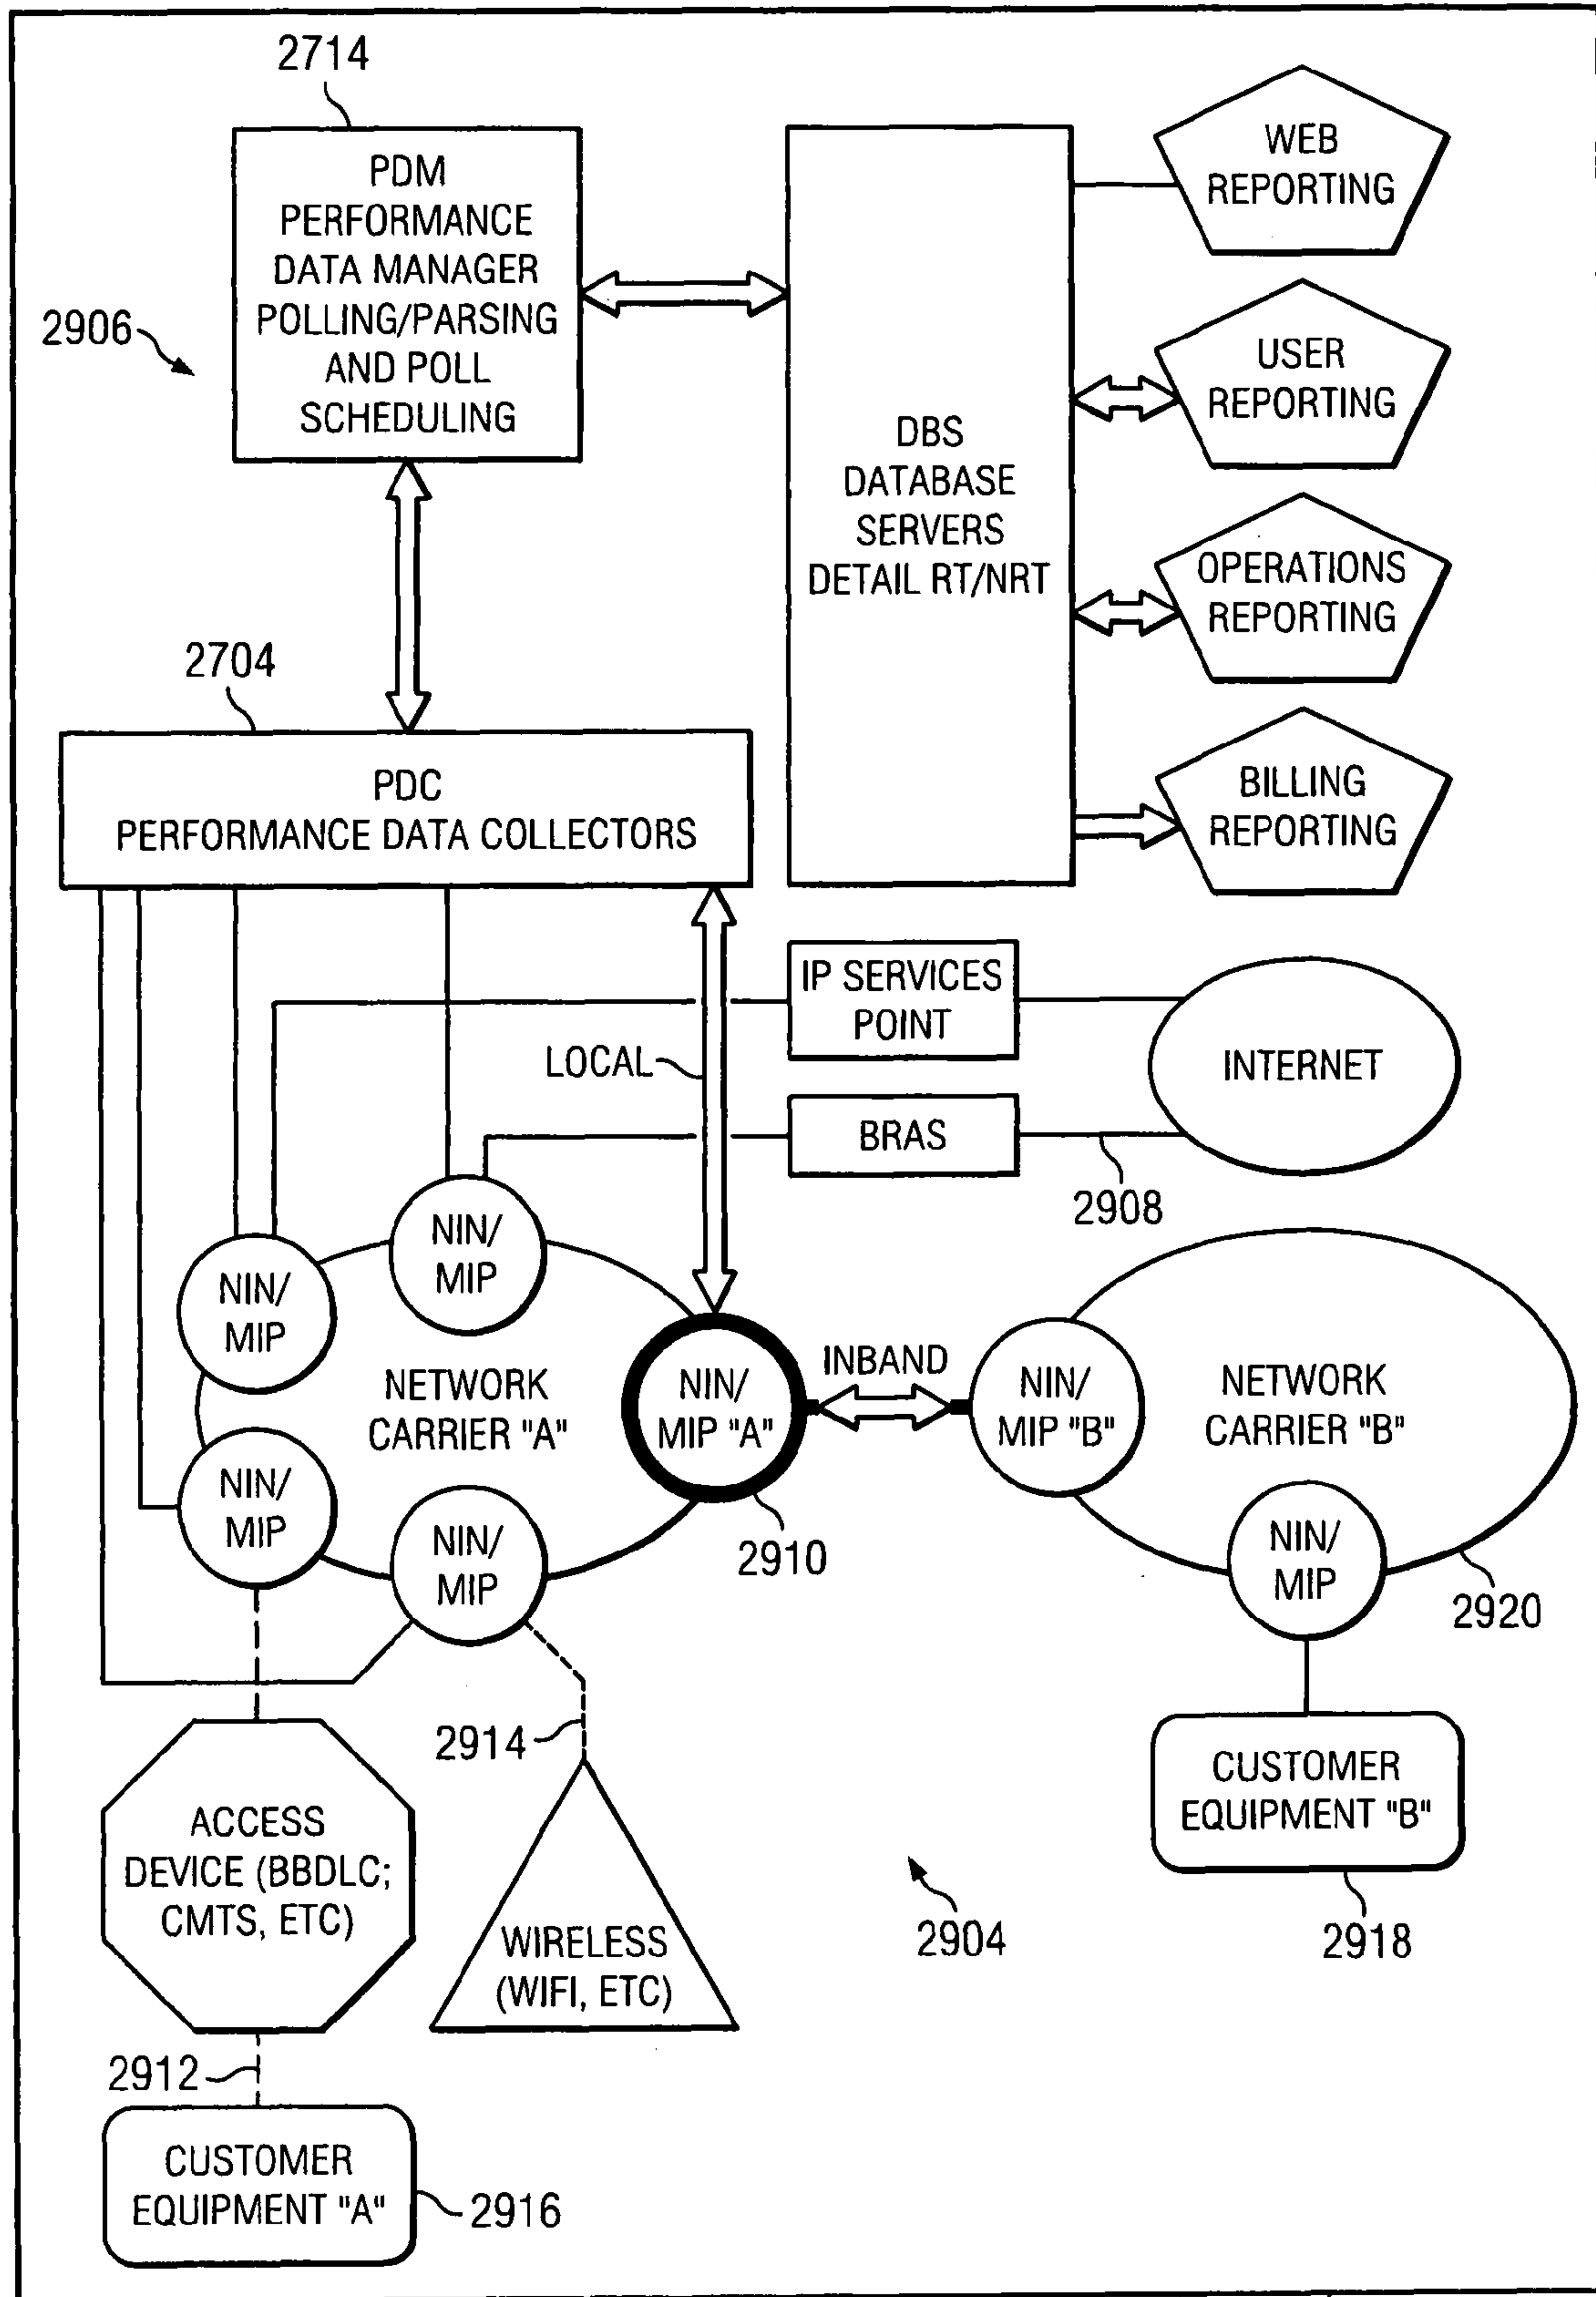 2714
PDM
PERFORMANCE
DATA MANAGER
POLLING/PARSING
AND POLL
SCHEDULING
2906
DBS
DATABASE
SERVERS
DETAIL RT/NRT
WEB
REPORTING
USER
REPORTING
OPERATIONS
REPORTING
BILLING
REPORTING
2704
PDC
PERFORMANCE DATA COLLECTORS
IP SERVICES
POINT
LOCAL
INTERNET
BRAS
2908
NIN/
MIP
NIN/
MIP
NETWORK
CARRIER "A"
NIN/
MIP "A"
INBAND
NIN/
MIP "B"
NETWORK
CARRIER "B"
NIN/
MIP
NIN/
MIP
2910
NIN/
MIP
2920
2914
ACCESS
DEVICE (BBDLC;
CMTS, ETC)
WIRELESS
(WIFI, ETC)
2904
CUSTOMER
EQUIPMENT "B"
2918
2912
CUSTOMER
EQUIPMENT "A"
2916